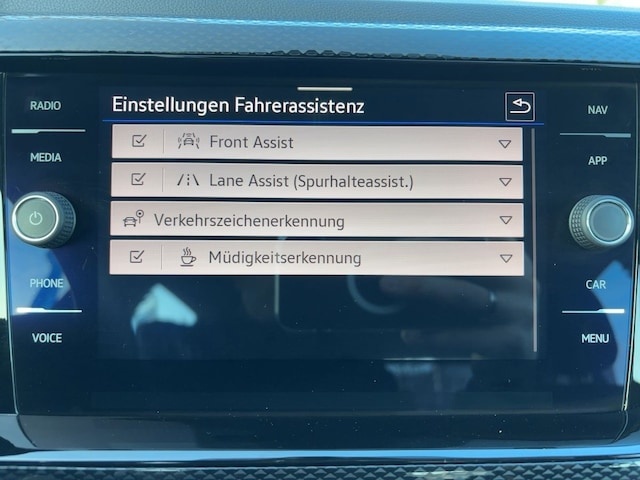 RADIO
MEDIA
PHONE
VOICE
Einstellungen Fahrerassistenz
Front Assist
Lane Assist (Spurhalteassist.)
Verkehrszeichenerkennung
Müdigkeitserkennung
NAV
APP
CAR
MENU